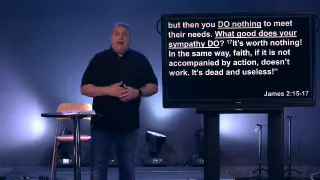 but then you DO nothing to meet
their needs. What good does your
sympathy DO? ¹⁷It's worth nothing!
In the same way, faith, if it is not
accompanied by action, doesn't
work. It's dead and useless!"
James 2:15-17